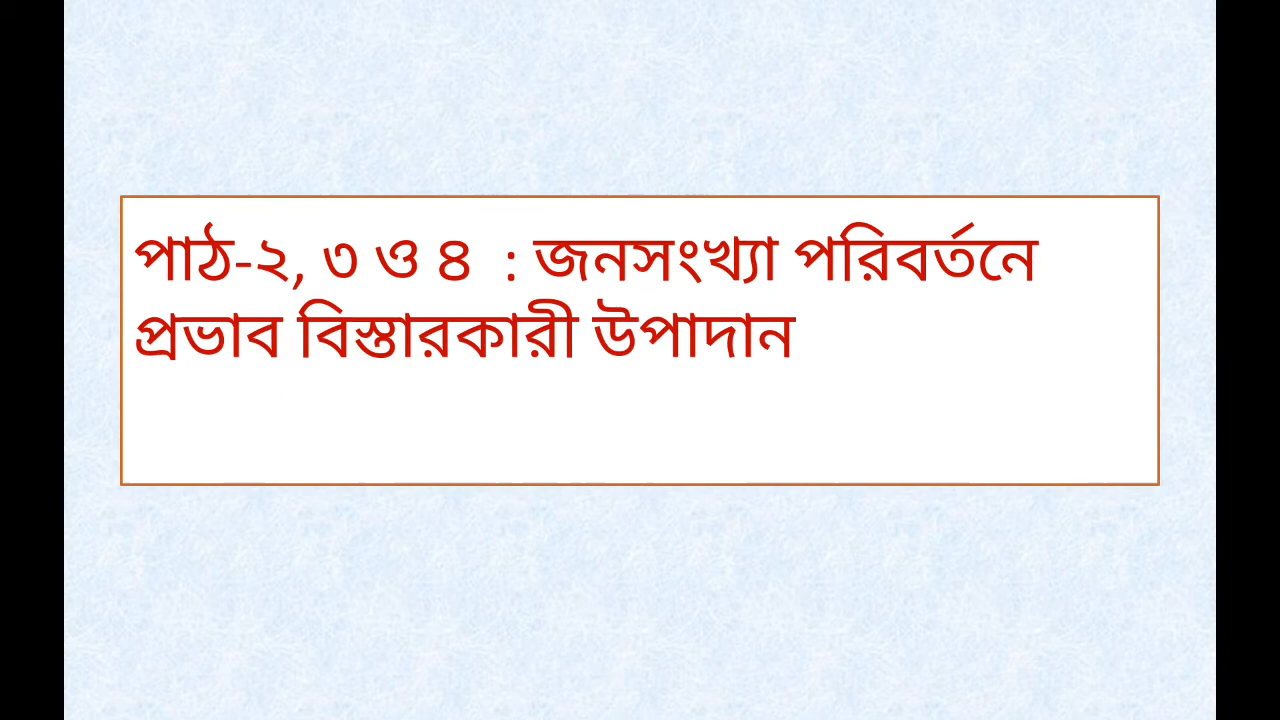 পাঠ-২, ৩ ও ৪ : জনসংখ্যা পরিবর্তনে
প্রভাব বিস্তারকারী উপাদান